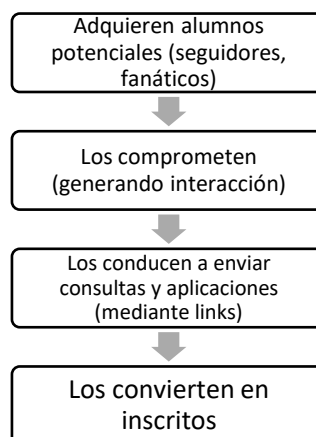 Adquieren alumnos
potenciales (seguidores,
fanáticos)
Los comprometen
(generando interacción)
Los conducen a enviar
consultas y aplicaciones
(mediante links)
Los convierten en
inscritos